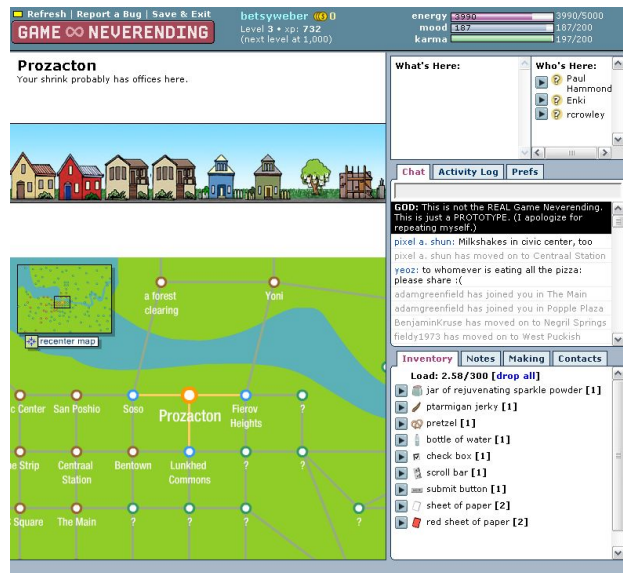 Refresh | Report a Bug | Save & Exit
GAME ∞ NEVERENDING
betsyweber 0
Level 3 • xp: 732
(next level at 1,000)
energy 3990 3990/5000
mood 187 187/200
karma 197/200
Prozacton
Your shrink probably has offices here.
What's Here:
Who's Here:
Paul
Hammond
Enki
rcrowley
Chat Activity Log Prefs
GOD: This is not the REAL Game Neverending.
This is just a PROTOTYPE. (I apologize for
repeating myself.)
pixel a. shun: Milkshakes in civic center, too
pixel a. shun has moved on to Centraal Station
yeoz: to whomever is eating all the pizza:
please share :(
adamgreenfield has joined you in The Main
adamgreenfield has joined you in Popple Plaza
BenjaminKruse has moved on to Negril Springs
fieldy1973 has moved on to West Puckish
recenter map
a forest
clearing
Yoni
c Center San Poshio Soso Prozacton Fierov
Heights
?
e Strip Centraal
Station
Bentown Lunkhed
Commons
? ?
Square The Main ? ? ? ?
Inventory Notes Making Contacts
Load: 2.58/300 [drop all]
jar of rejuvenating sparkle powder [1]
ptarmigan jerky [1]
pretzel [1]
bottle of water [1]
check box [1]
scroll bar [1]
submit button [1]
sheet of paper [2]
red sheet of paper [2]